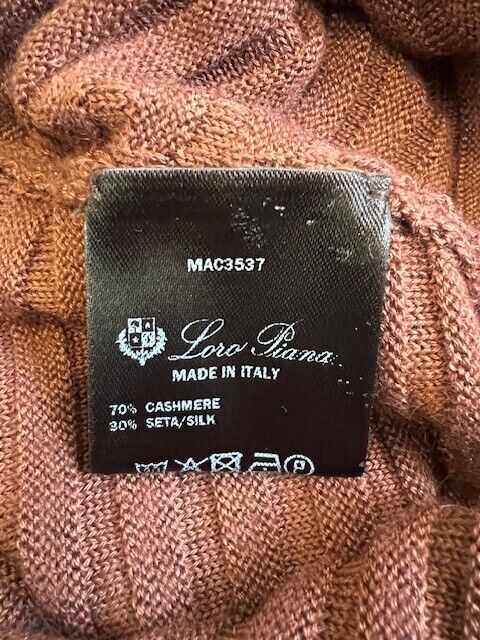 MAC3537
Loro Piana
MADE IN ITALY
70% CASHMERE
30% SETA/SILK
P